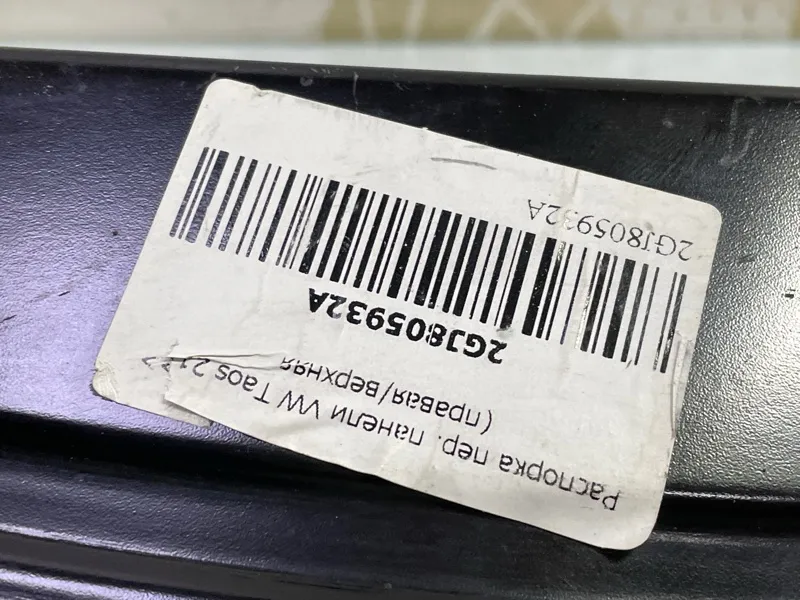 Распорка пер. панели VW Taos 21>
(правая/верхняя
2GJ805932A
2GJ805932A